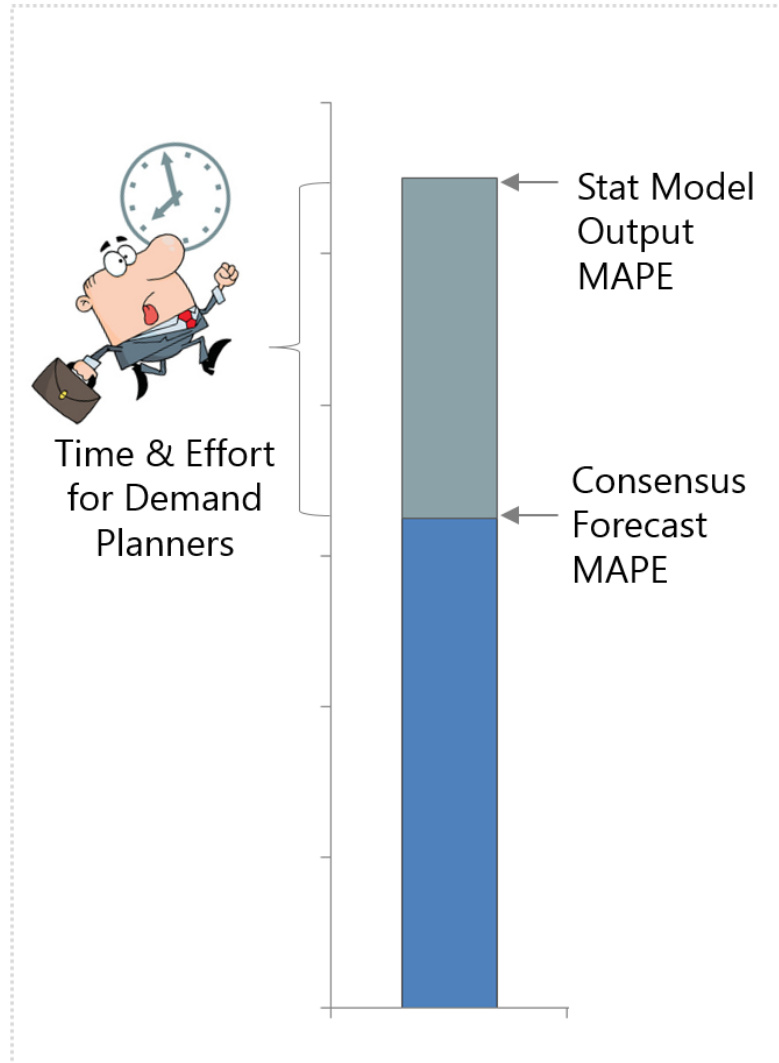 Stat Model
Output
MAPE
Time & Effort
for Demand
Planners
Consensus
Forecast
MAPE